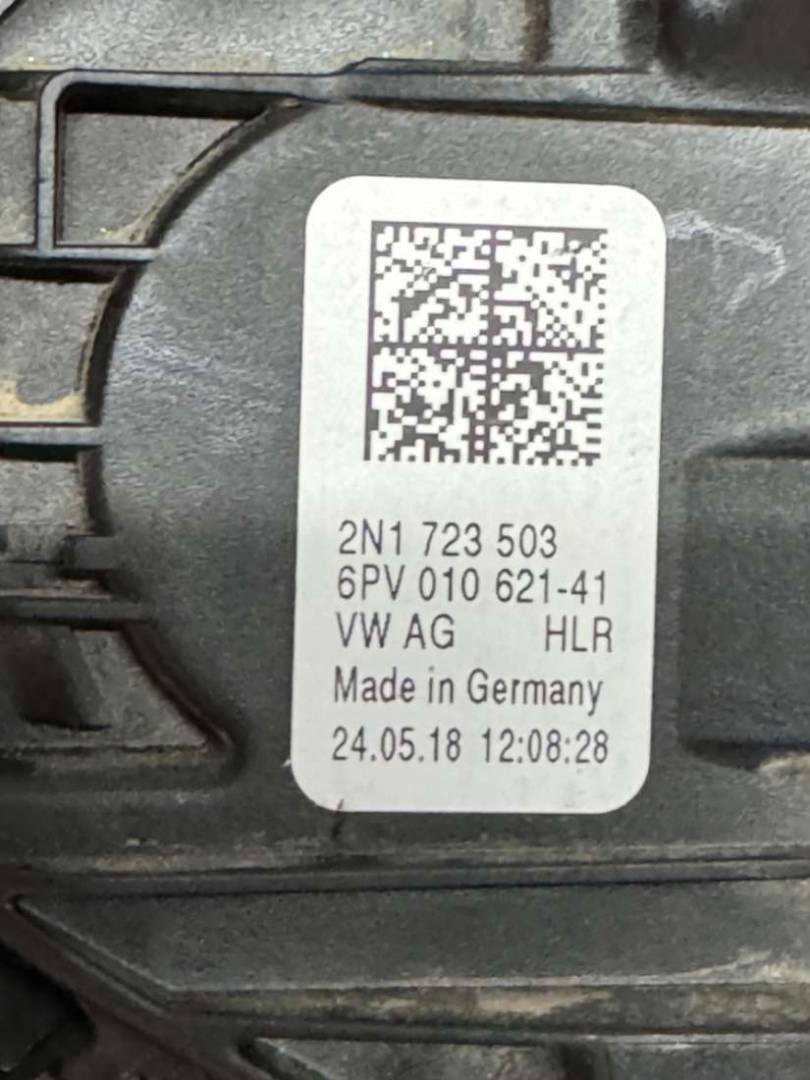 2N1 723 503
6PV 010 621-41
VW AG HLR
Made in Germany
24.05.18 12:08:28